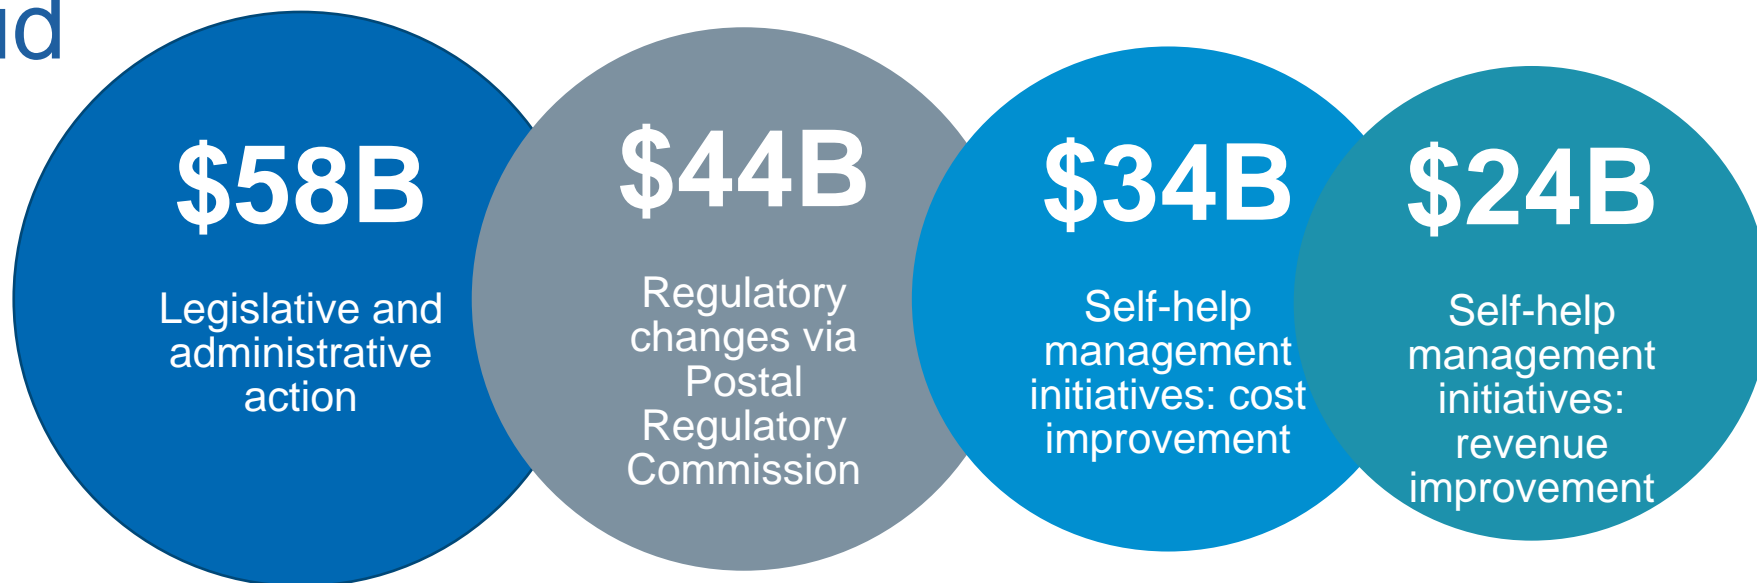 $58B
Legislative and
administrative
action
$44B
Regulatory
changes via
Postal
Regulatory
Commission
$34B
Self-help
management
initiatives: cost
improvement
$24B
Self-help
management
initiatives:
revenue
improvement